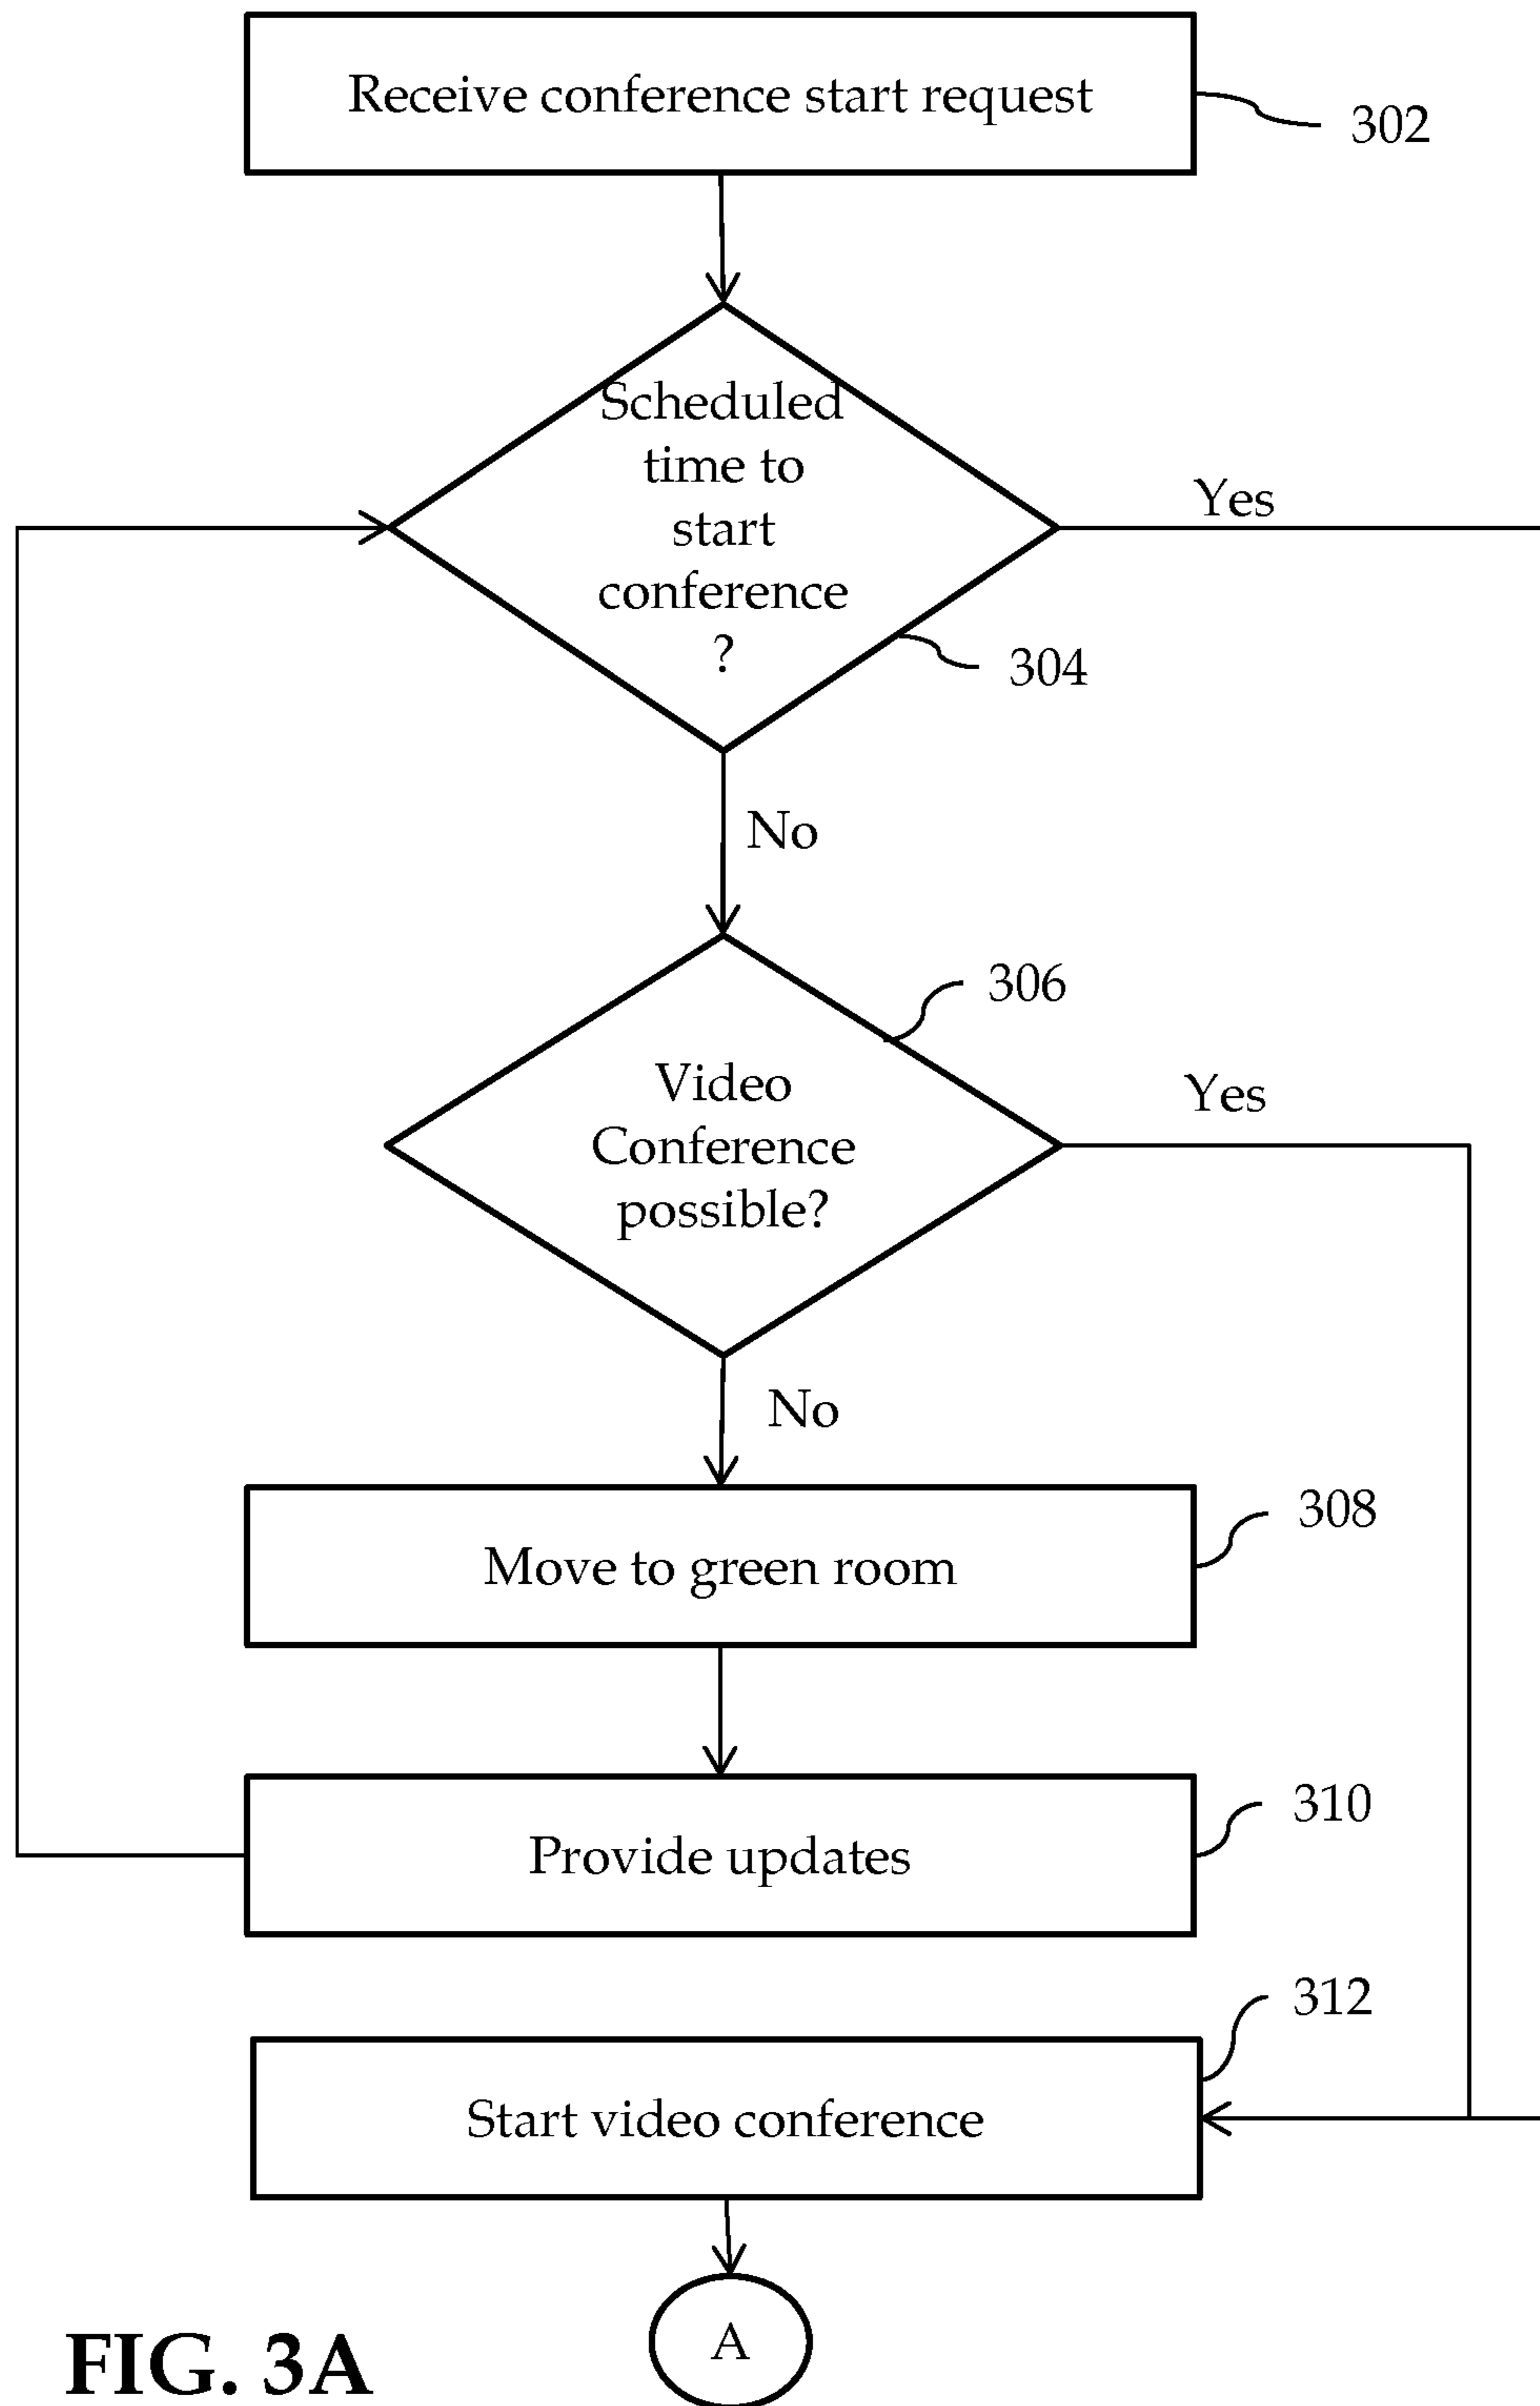 Receive conference start request
302
Scheduled
time to
start
conference
?
Yes
304
No
306
Video
Conference
possible?
Yes
No
308
Move to green room
310
Provide updates
312
Start video conference
A
FIG. 3A